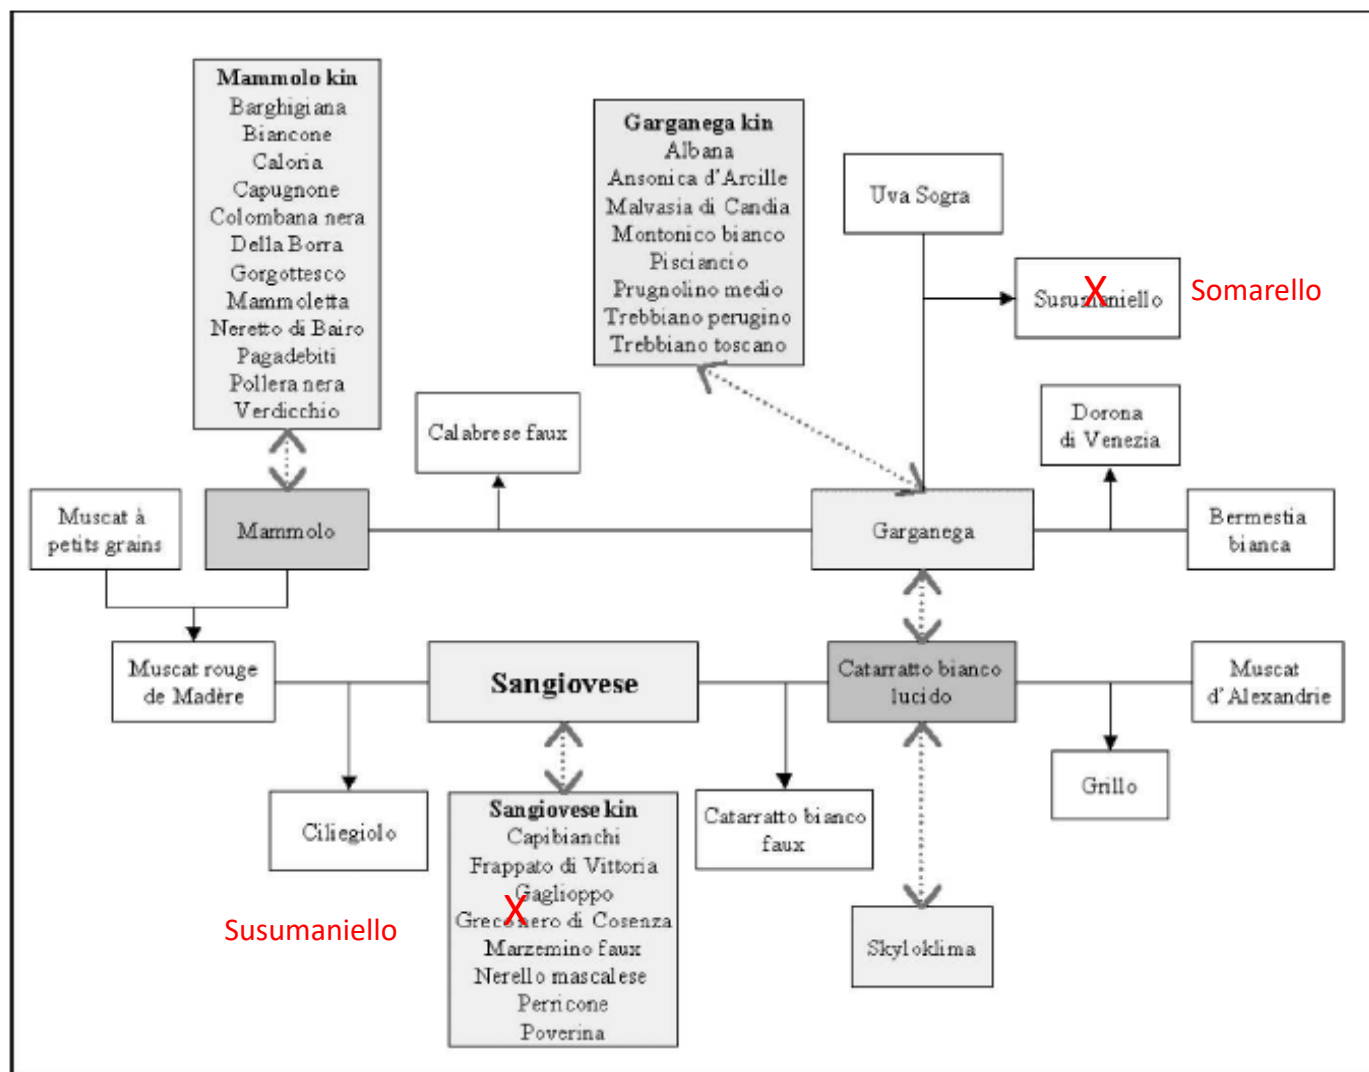 Mammolo kin
Barghigiana
Biancone
Caloria
Capugnone
Colombana nera
Della Borra
Gorgottesco
Mammoletta
Neretto di Bairo
Pagadebiti
Pollera nera
Verdicchio
Garganega kin
Albana
Ansonica d'Arcille
Malvasia di Candia
Montonico bianco
Pisciancio
Prugnolino medio
Trebbiano perugino
Trebbiano toscano
Uva Sogra
Susumaniello
X
Somarello
Calabrese faux
Dorona
di Venezia
Muscat à
petits grains
Mammolo
Garganega
Bermestia
bianca
Muscat rouge
de Madère
Sangiovese
Catarratto bianco
lucido
Muscat
d'Alexandrie
Ciliegiolo
Sangiovese kin
Capibianchi
Frappato di Vittoria
Gaglioppo
Greco nero di Cosenza
X
Marzemino faux
Nerello mascalese
Perricone
Poverina
Susumaniello
Catarratto bianco
faux
Grillo
Skyloklima